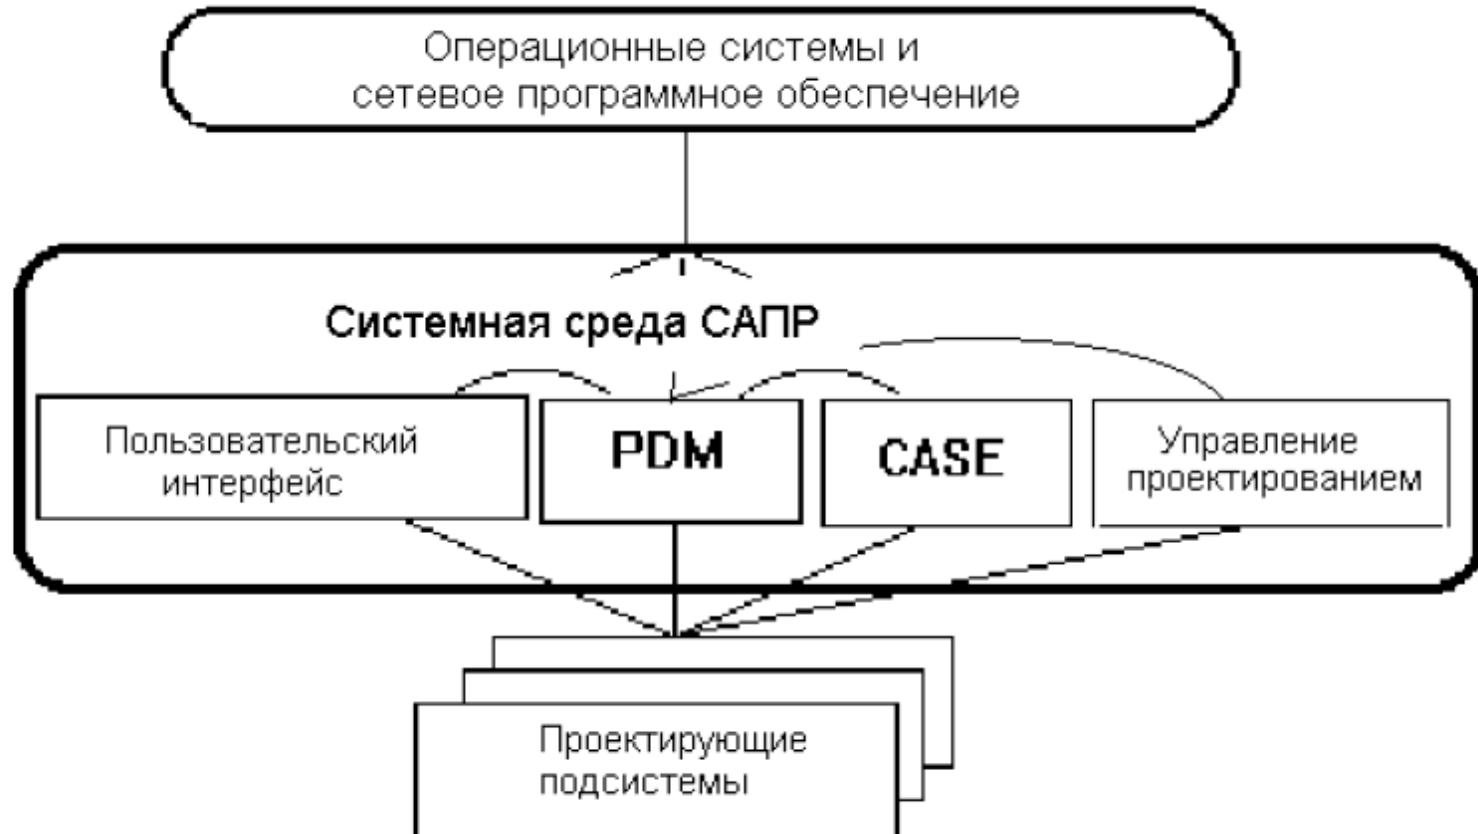 Операционные системы и
сетевое программное обеспечение
Системная среда САПР
Пользовательский
интерфейс
PDM
CASE
Управление
проектированием
Проектирующие
подсистемы